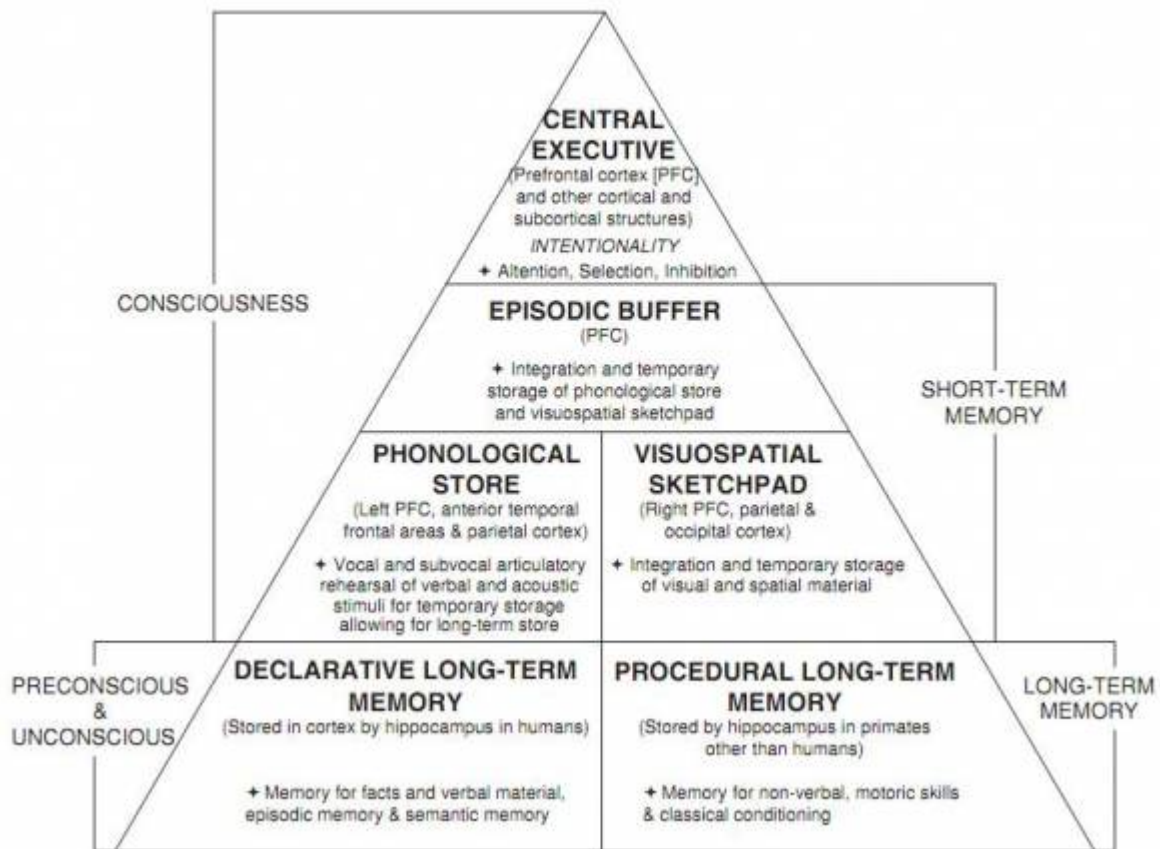 CENTRAL
EXECUTIVE
(Prefrontal cortex [PFC]
and other cortical and
subcortical structures)
INTENTIONALITY
✦ Altention, Selection, Inhibition
CONSCIOUSNESS
EPISODIC BUFFER
(PFC)
✦ Integration and temporary
storage of phonological store
and visuospatial sketchpad
SHORT-TERM
MEMORY
PHONOLOGICAL
STORE
(Left PFC, anterior temporal
frontal areas & parietal cortex)
✦ Vocal and subvocal articulatory
rehearsal of verbal and acoustic
stimuli for temporary storage
allowing for long-term store
VISUOSPATIAL
SKETCHPAD
(Right PFC, parietal &
occipital cortex)
✦ Integration and temporary storage
of visual and spatial material
PRECONSCIOUS
&
UNCONSCIOUS
DECLARATIVE LONG-TERM
MEMORY
(Stored in cortex by hippocampus in humans)
✦ Memory for facts and verbal material,
episodic memory & semantic memory
PROCEDURAL LONG-TERM
MEMORY
(Stored by hippocampus in primates
other than humans)
✦ Memory for non-verbal, motoric skills
& classical conditioning
LONG-TERM
MEMORY